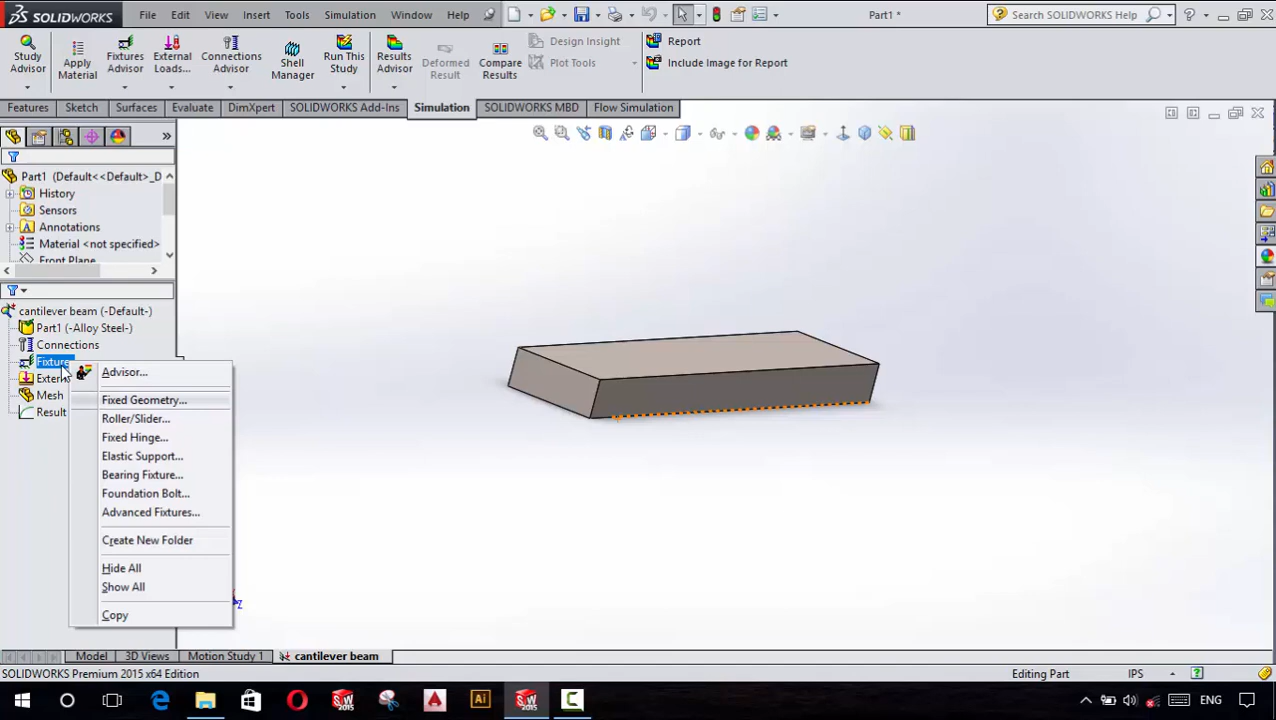 SOLIDWORKS File Edit View Insert Tools Simulation Window Help Part1 * Search SOLIDWORKS Help
Study Advisor
Apply Material
Fixtures Advisor
External Loads...
Connections Advisor
Shell Manager
Run This Study
Results Advisor
Deformed Result
Compare Results
Design Insight
Plot Tools
Report
Include Image for Report
Features Sketch Surfaces Evaluate DimXpert SOLIDWORKS Add-Ins Simulation SOLIDWORKS MBD Flow Simulation
Part1 (Default<<Default>_D
History
Sensors
Annotations
Material <not specified>
Front Plane
cantilever beam (-Default-)
Part1 (-Alloy Steel-)
Connections
Fixture
Extern
Mesh
Result
Advisor...
Fixed Geometry...
Roller/Slider...
Fixed Hinge...
Elastic Support...
Bearing Fixture...
Foundation Bolt...
Advanced Fixtures...
Create New Folder
Hide All
Show All
Copy
Z
Model 3D Views Motion Study 1 cantilever beam
SOLIDWORKS Premium 2015 x64 Edition Editing Part IPS
SW 2015 A Ai SW 2015 C ENG